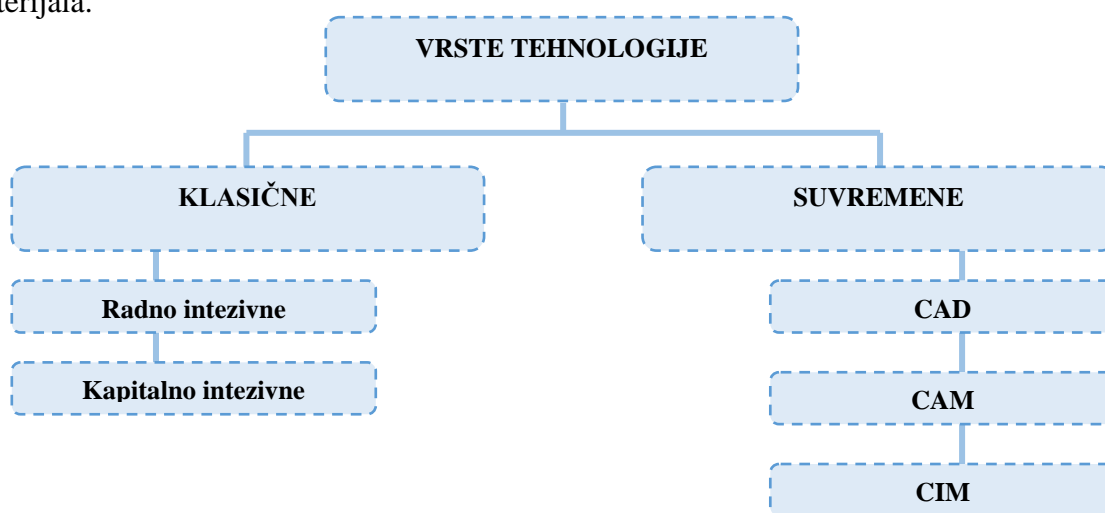 terijala.
VRSTE TEHNOLOGIJE
KLASIČNE
SUVREMENE
Radno intezivne
CAD
Kapitalno intezivne
CAM
CIM